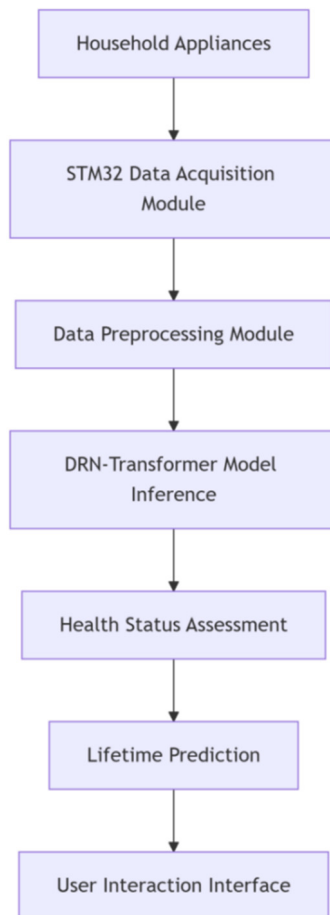 Household Appliances
STM32 Data Acquisition
Module
Data Preprocessing Module
DRN-Transformer Model
Inference
Health Status Assessment
Lifetime Prediction
User Interaction Interface